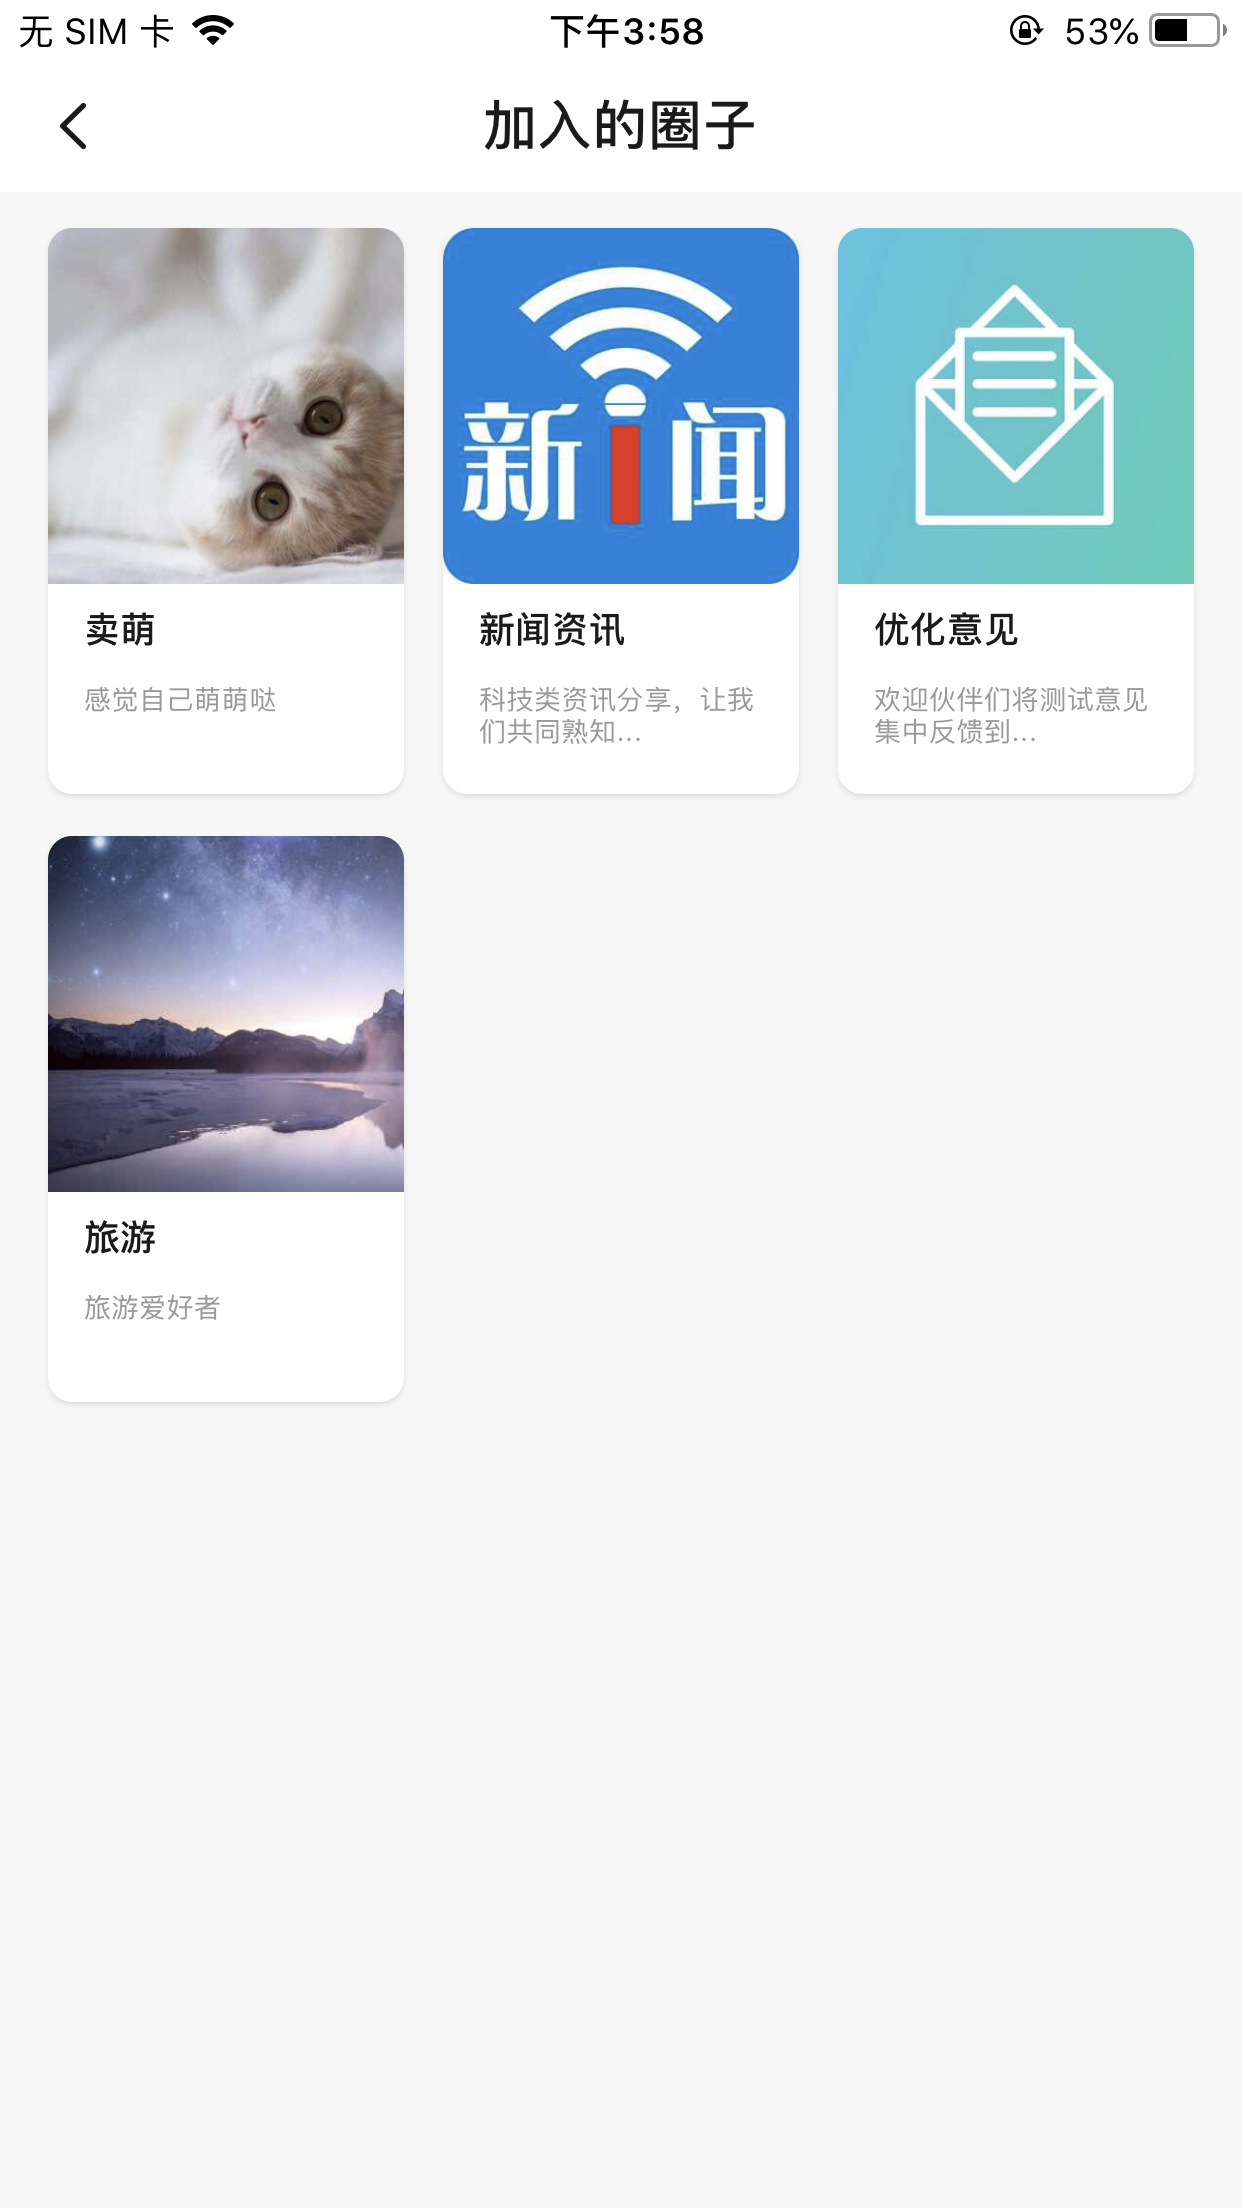 无 SIM 卡
下午3:58
53%
加入的圈子
新i闻
卖萌
感觉自己萌萌哒
新闻资讯
科技类资讯分享，让我
们共同熟知...
优化意见
欢迎伙伴们将测试意见
集中反馈到...
旅游
旅游爱好者